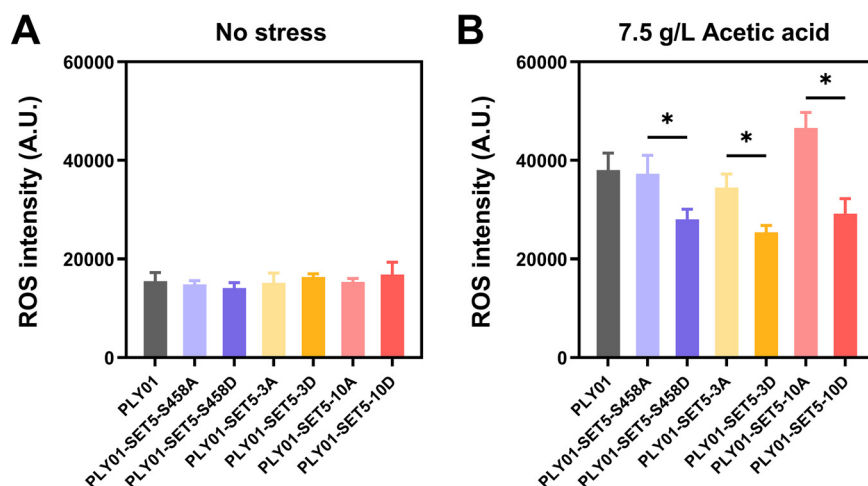 A
No stress
ROS intensity (A.U.)
60000
40000
20000
0
PLY01
PLY01-SET5-S458A
PLY01-SET5-S458D
PLY01-SET5-3A
PLY01-SET5-3D
PLY01-SET5-10A
PLY01-SET5-10D
B
7.5 g/L Acetic acid
ROS intensity (A.U.)
60000
40000
20000
0
*
*
*
PLY01
PLY01-SET5-S458A
PLY01-SET5-S458D
PLY01-SET5-3A
PLY01-SET5-3D
PLY01-SET5-10A
PLY01-SET5-10D